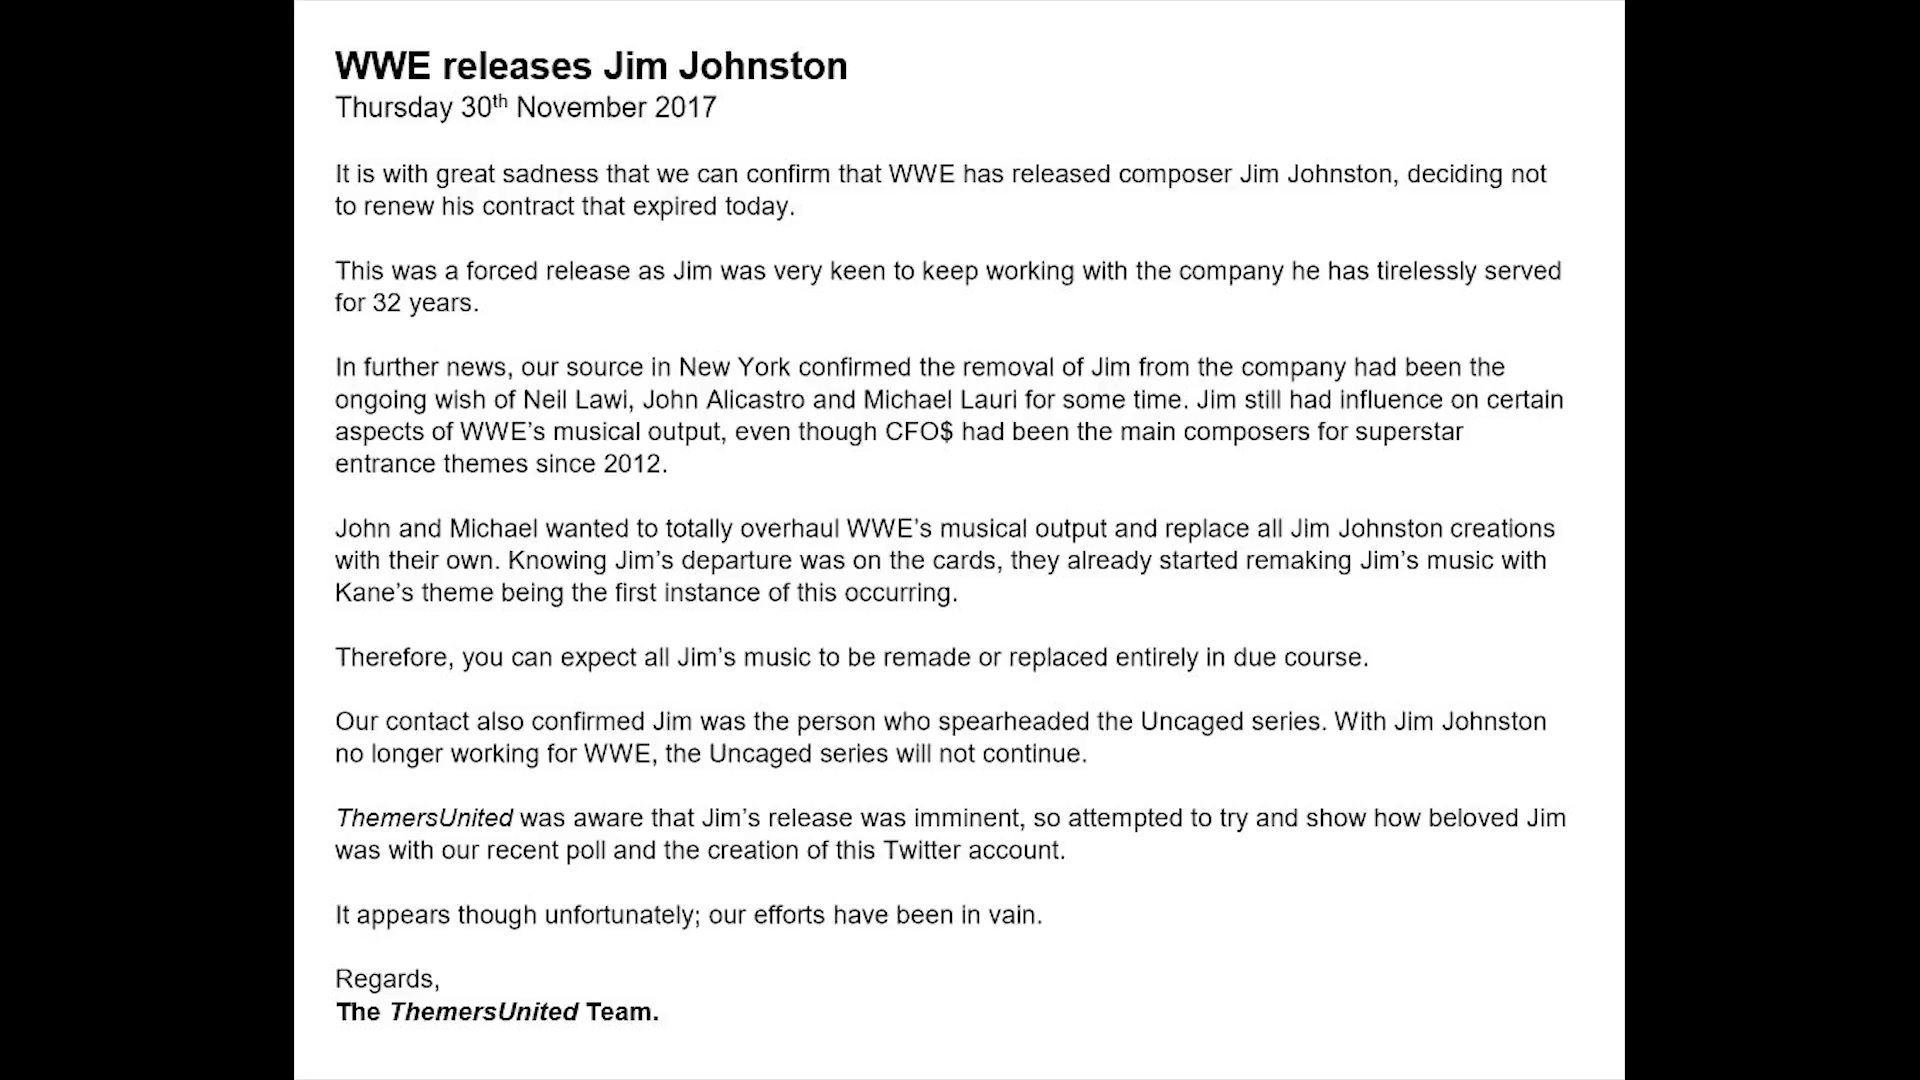 WWE releases Jim Johnston
Thursday 30th November 2017
It is with great sadness that we can confirm that WWE has released composer Jim Johnston, deciding not
to renew his contract that expired today.
This was a forced release as Jim was very keen to keep working with the company he has tirelessly served
for 32 years.
In further news, our source in New York confirmed the removal of Jim from the company had been the
ongoing wish of Neil Lawi, John Alicastro and Michael Lauri for some time. Jim still had influence on certain
aspects of WWE’s musical output, even though CFO$ had been the main composers for superstar
entrance themes since 2012.
John and Michael wanted to totally overhaul WWE’s musical output and replace all Jim Johnston creations
with their own. Knowing Jim’s departure was on the cards, they already started remaking Jim’s music with
Kane’s theme being the first instance of this occurring.
Therefore, you can expect all Jim’s music to be remade or replaced entirely in due course.
Our contact also confirmed Jim was the person who spearheaded the Uncaged series. With Jim Johnston
no longer working for WWE, the Uncaged series will not continue.
ThemersUnited was aware that Jim’s release was imminent, so attempted to try and show how beloved Jim
was with our recent poll and the creation of this Twitter account.
It appears though unfortunately; our efforts have been in vain.
Regards,
The ThemersUnited Team.